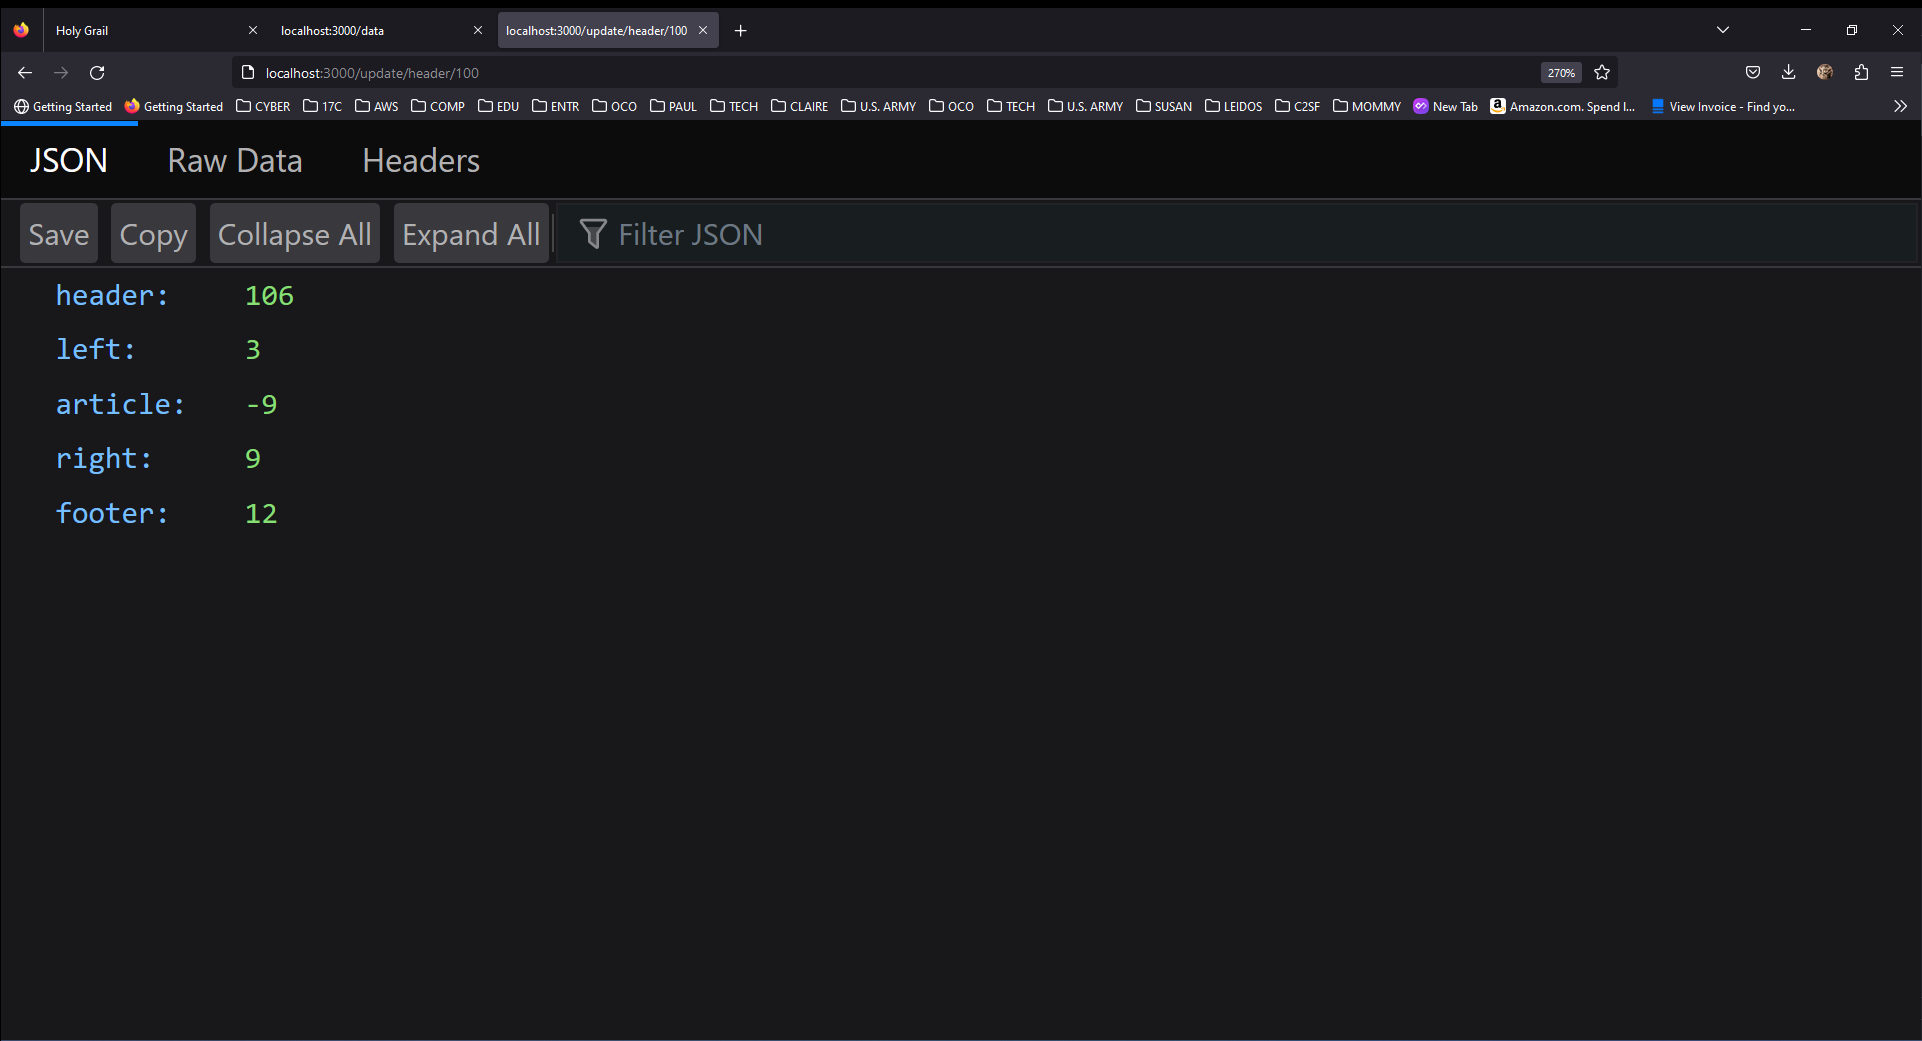 Holy Grail localhost:3000/data localhost:3000/update/header/100
localhost:3000/update/header/100 270%
Getting Started Getting Started CYBER 17C AWS COMP EDU ENTR OCO PAUL TECH CLAIRE U.S. ARMY OCO TECH U.S. ARMY SUSAN LEIDOS C2SF MOMMY New Tab Amazon.com. Spend l... View Invoice - Find yo...
JSON Raw Data Headers
Save Copy Collapse All Expand All Filter JSON
header: 106
left: 3
article: -9
right: 9
footer: 12